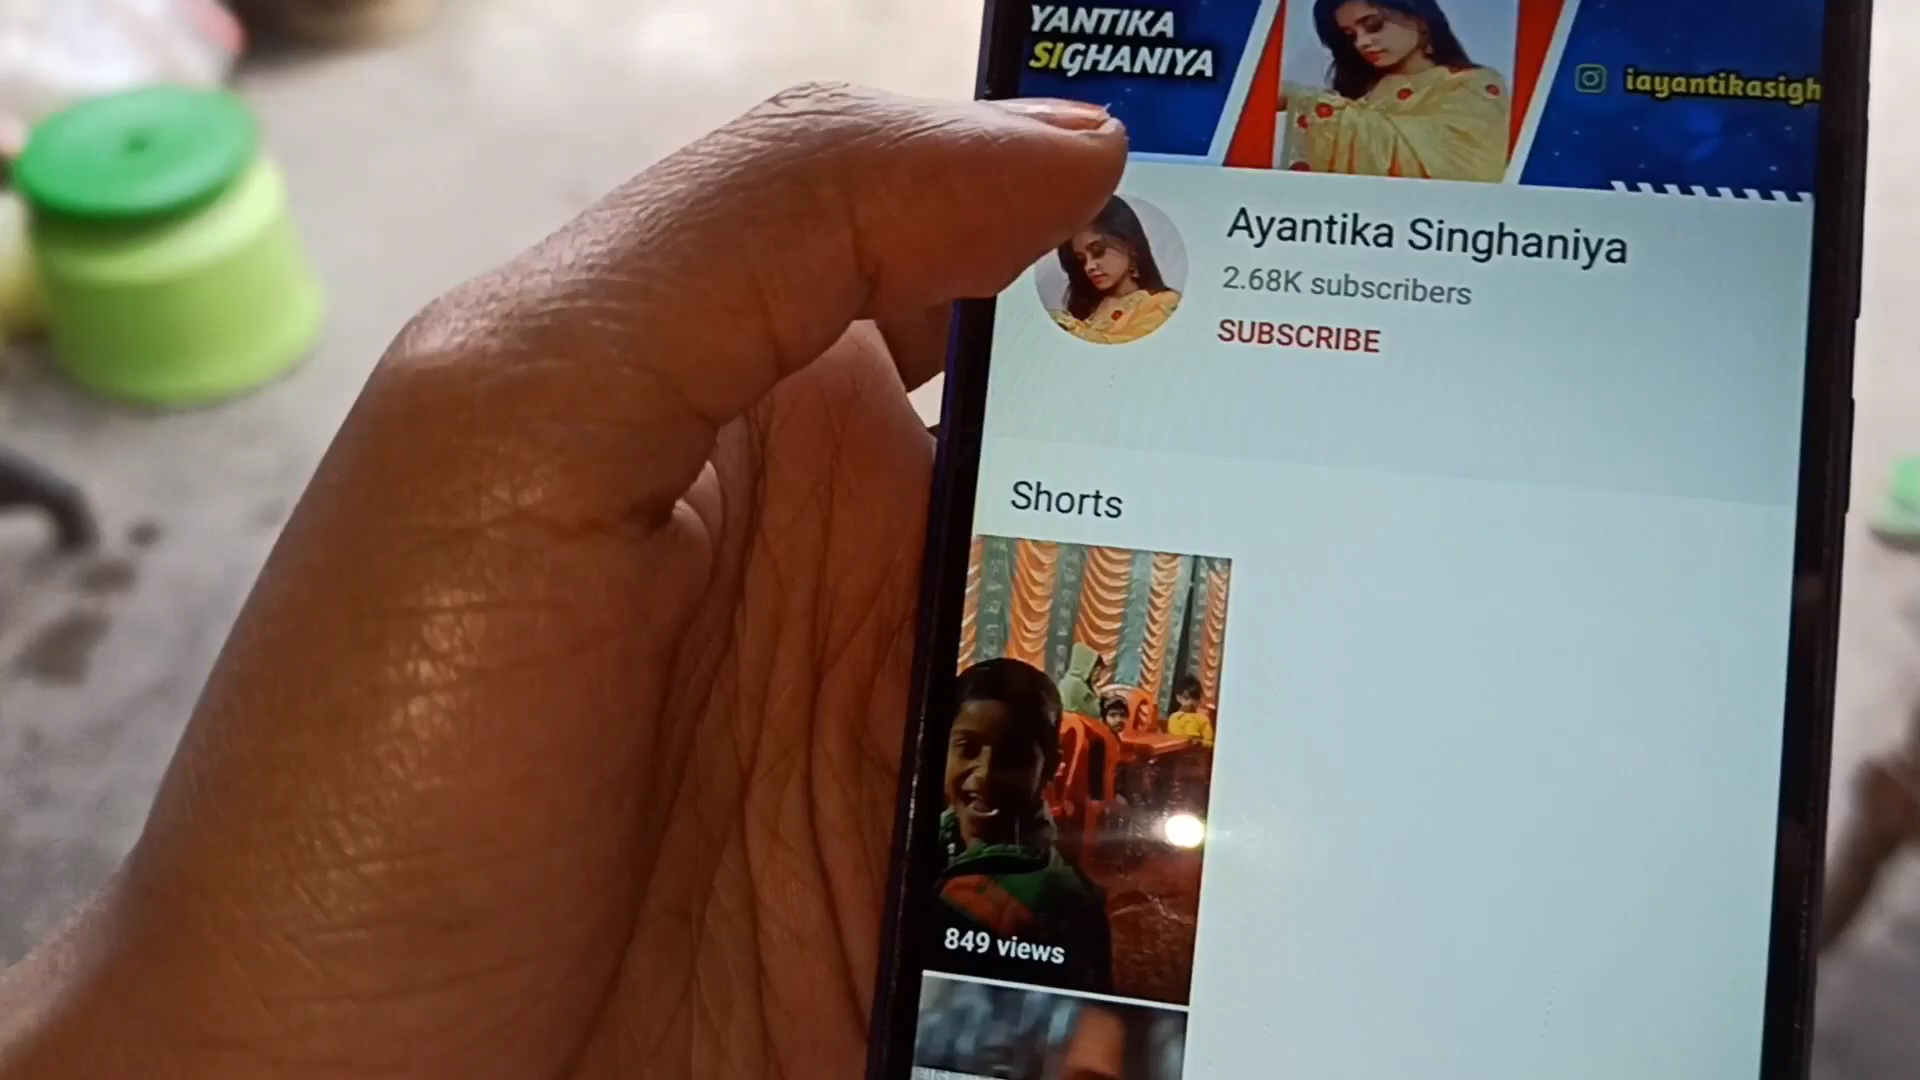 YANTIKA
SIGHANIYA
iayantikasigh
Ayantika Singhaniya
2.68K subscribers
SUBSCRIBE
Shorts
849 views